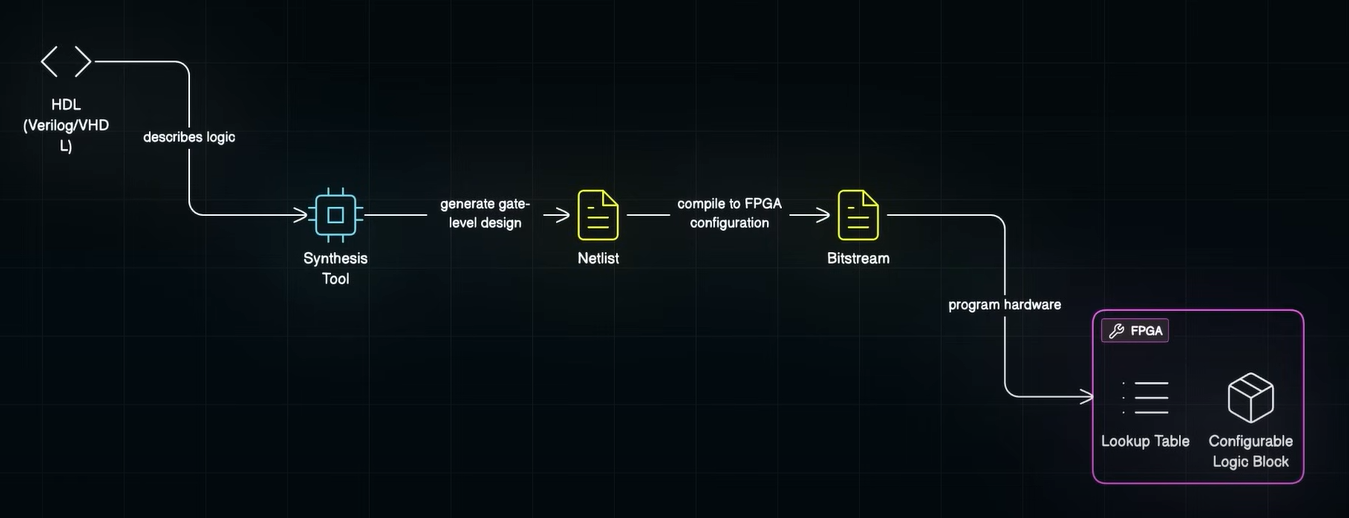 HDL
(Verilog/VHD
L)
describes logic
Synthesis
Tool
generate gate-
level design
Netlist
compile to FPGA
configuration
Bitstream
program hardware
FPGA
Lookup Table
Configurable
Logic Block